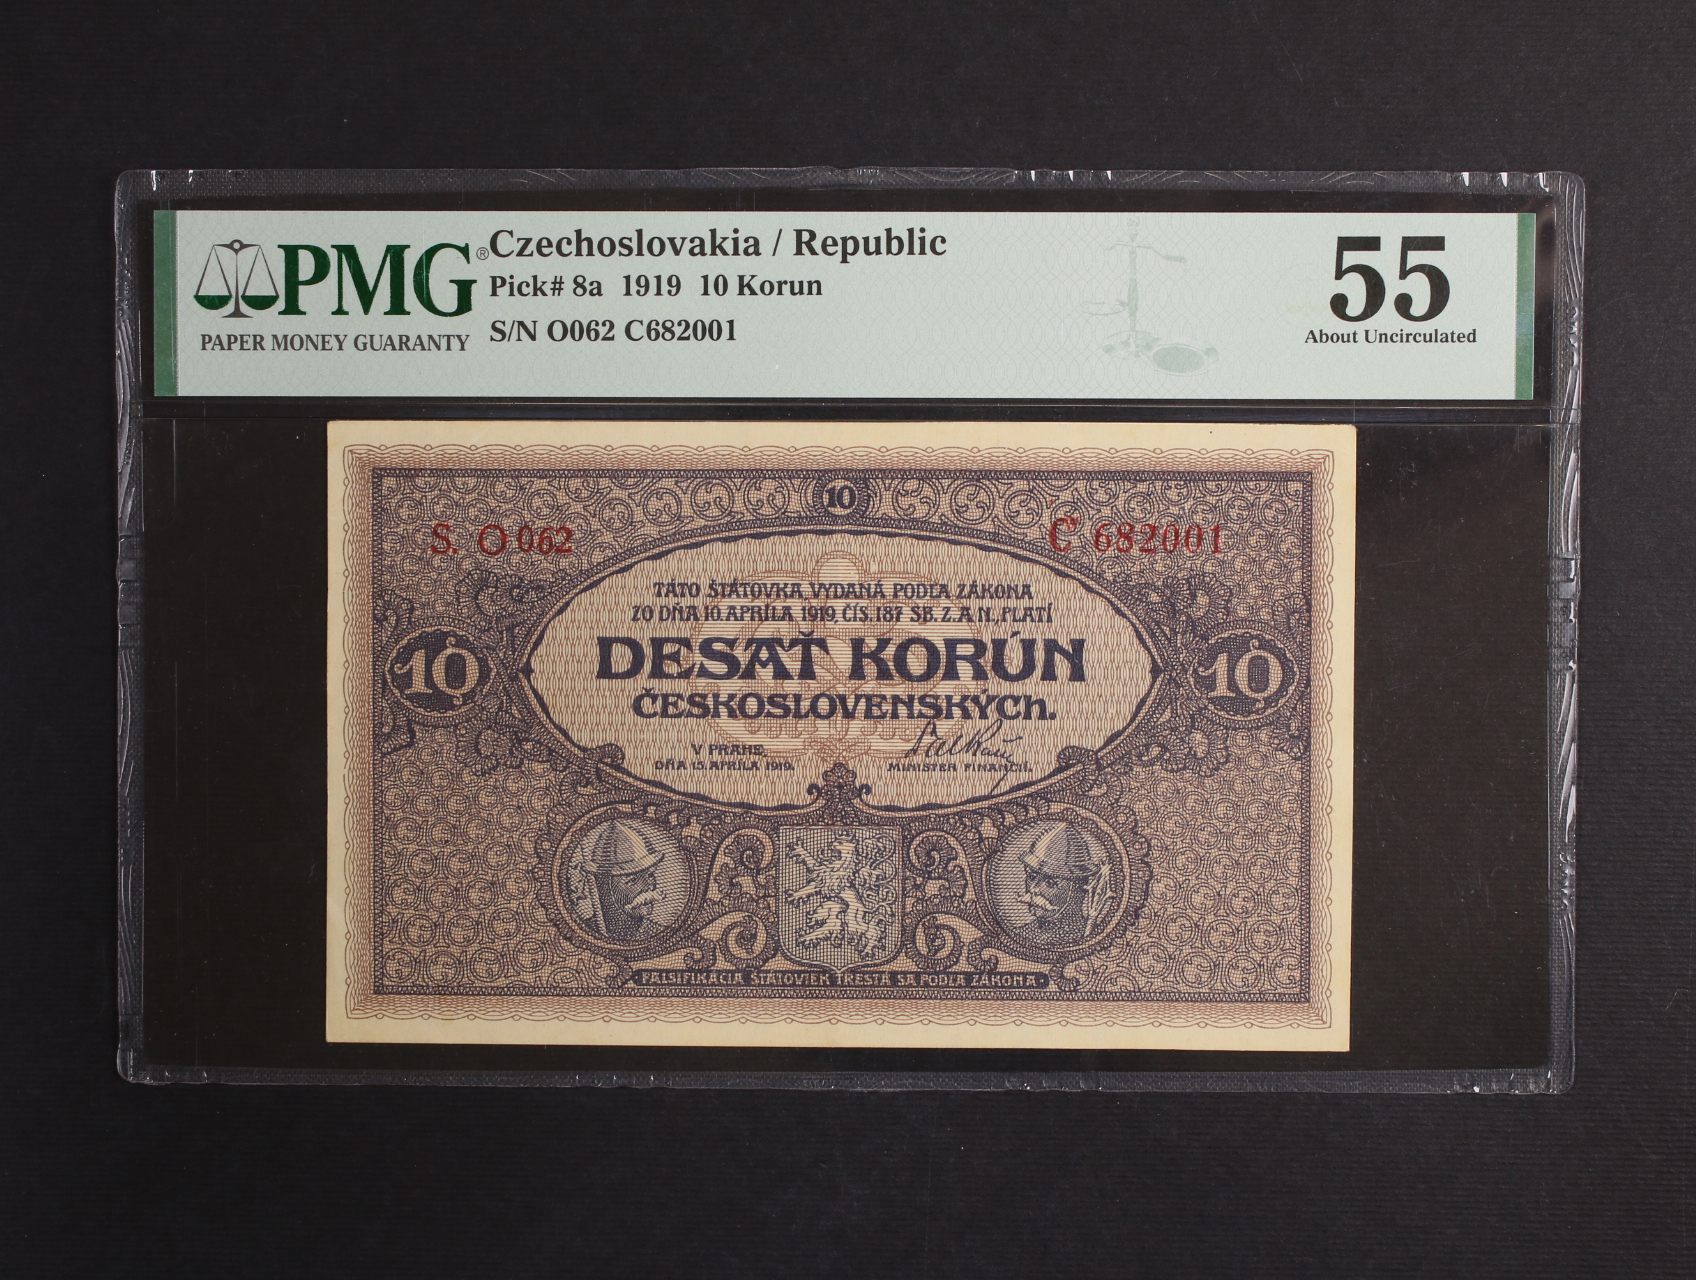 PMG®
PAPER MONEY GUARANTY
Czechoslovakia / Republic
Pick# 8a 1919 10 Korun
S/N O062 C682001
55
About Uncirculated
10
S. O 062
Cº 682001
TÁTO ŠTÁTOVKA VYDANÁ PODĽA ZÁKONA
ZO DŇA 10. APRÍLA 1919, ČÍS. 187 SB. Z. A N., PLATÍ
10
DESAŤ KORÚN
10
ČESKOSLOVENSKÝCH.
V PRAHE
DŇA 15. APRÍLA 1919.
MINISTER FINANCIÍ.
FALSIFIKÁCIA ŠTÁTOVIEK TRESTÁ SA PODĽA ZÁKONA